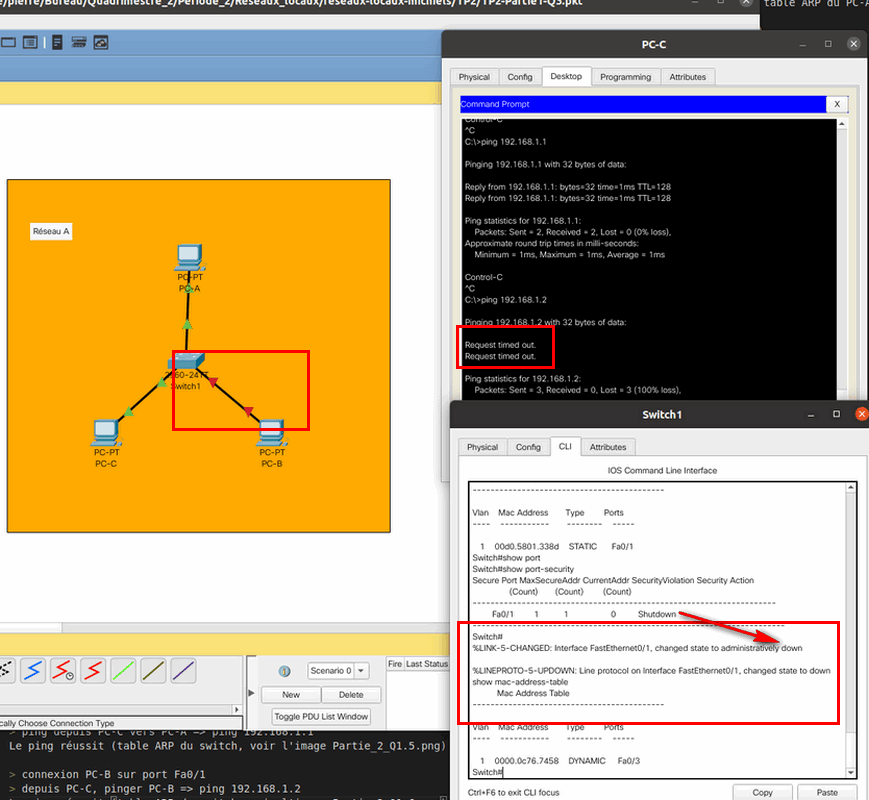 e/pierre/Bureau/Quadrimestre_2/Periode_2/Reseaux_locaux/reseaux-locaux-michiels/TP2/TP2-Partie1-Q3.pkt
table ARP du PC-A
PC-C
Physical Config Desktop Programming Attributes
Command Prompt X
Control-C
^C
C:\>ping 192.168.1.1
Pinging 192.168.1.1 with 32 bytes of data:
Reply from 192.168.1.1: bytes=32 time=1ms TTL=128
Reply from 192.168.1.1: bytes=32 time=1ms TTL=128
Ping statistics for 192.168.1.1:
Packets: Sent = 2, Received = 2, Lost = 0 (0% loss),
Approximate round trip times in milli-seconds:
Minimum = 1ms, Maximum = 1ms, Average = 1ms
Control-C
^C
C:\>ping 192.168.1.2
Pinging 192.168.1.2 with 32 bytes of data:
Request timed out.
Request timed out.
Ping statistics for 192.168.1.2:
Packets: Sent = 3, Received = 0, Lost = 3 (100% loss),
Réseau A
PC-PT
PC-A
2960-24TT
Switch1
PC-PT
PC-C
PC-PT
PC-B
Switch1
Physical Config CLI Attributes
IOS Command Line Interface
-------------------------------------------
Vlan Mac Address Type Ports
---- ----------- -------- -----
1 00d0.5801.338d STATIC Fa0/1
Switch#show port
Switch#show port-security
Secure Port MaxSecureAddr CurrentAddr SecurityViolation Security Action
(Count) (Count) (Count)
--------------------------------------------------------------------
Fa0/1 1 1 0 Shutdown
----------------------------------------------------------------------
Switch#
%LINK-5-CHANGED: Interface FastEthernet0/1, changed state to administratively down
%LINEPROTO-5-UPDOWN: Line protocol on Interface FastEthernet0/1, changed state to down
show mac-address-table
Mac Address Table
-------------------------------------------
Vlan Mac Address Type Ports
---- ----------- -------- -----
1 0000.0c76.7458 DYNAMIC Fa0/3
Switch#
Ctrl+F6 to exit CLI focus
Copy Paste
Scenario 0
New Delete
Toggle PDU List Window
Fire Last Status
ically Choose Connection Type
> ping depuis PC-C vers PC-A => ping 192.168.1.1
Le ping réussit (table ARP du switch, voir l'image Partie_2_Q1.5.png)
> connexion PC-B sur port Fa0/1
> depuis PC-C, pinger PC-B => ping 192.168.1.2